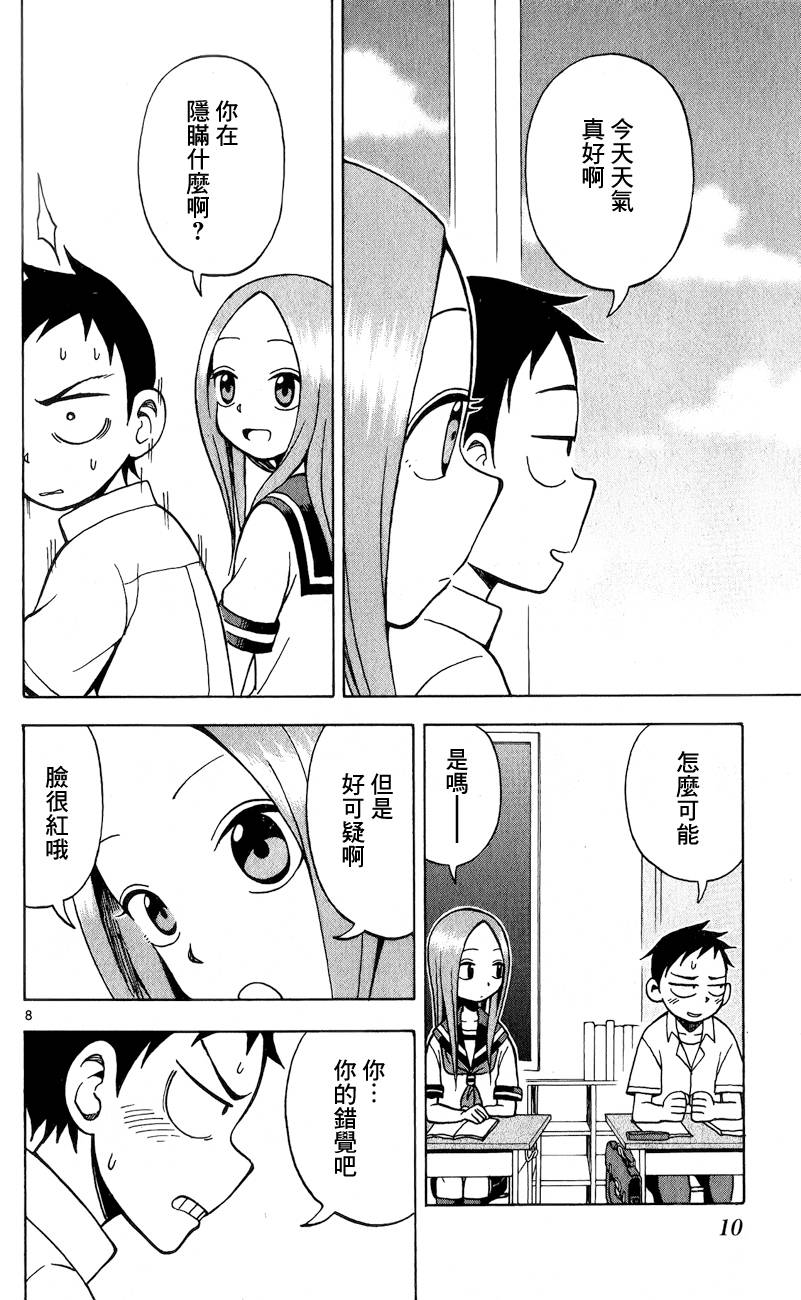 今天天氣
真好啊
你在
隱瞞什麼啊?
怎麼可能
是嗎——
但是
好可疑啊
臉很紅哦
你…
你的錯覺吧
8
10